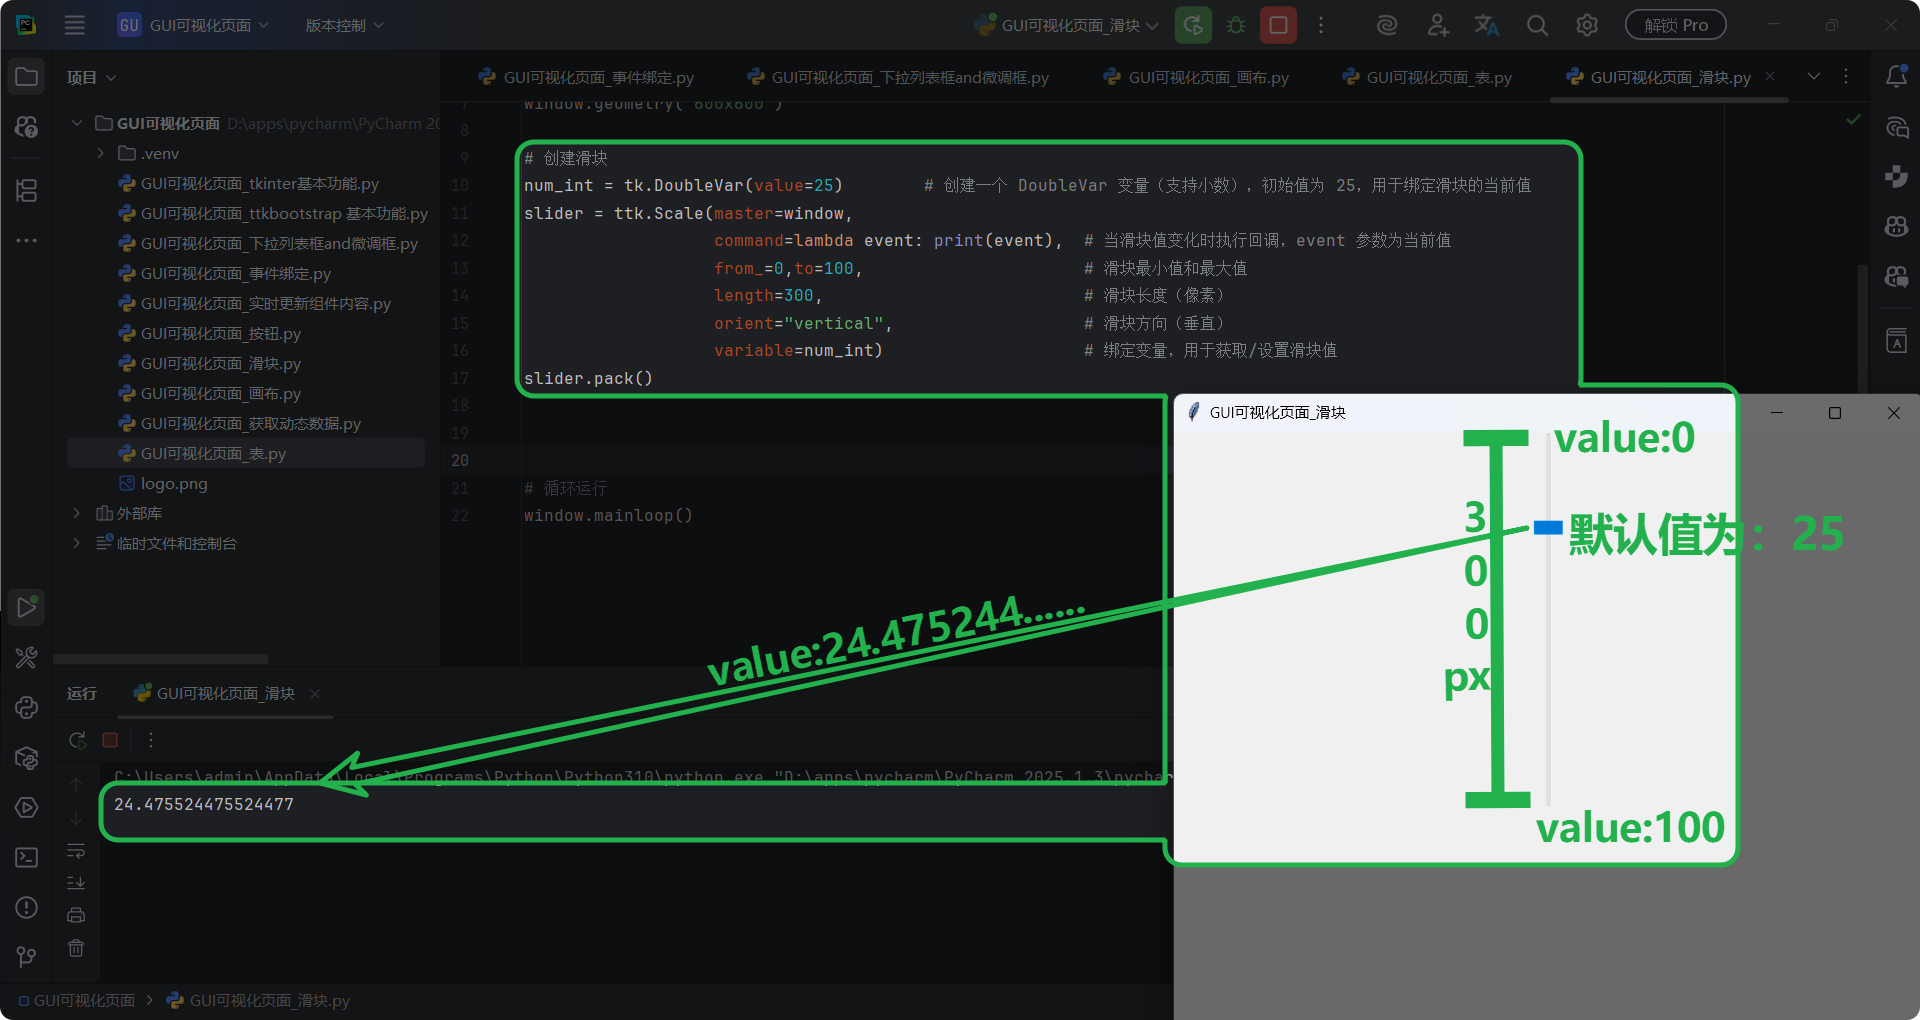 GU GUI可视化页面 版本控制 GUI可视化页面_滑块 解锁 Pro
项目
GUI可视化页面_事件绑定.py GUI可视化页面_下拉列表框and微调框.py GUI可视化页面_画布.py GUI可视化页面_表.py GUI可视化页面_滑块.py
GUI可视化页面 D:\apps\pycharm\PyCharm 20
.venv
GUI可视化页面_tkinter基本功能.py
GUI可视化页面_ttkbootstrap 基本功能.py
GUI可视化页面_下拉列表框and微调框.py
GUI可视化页面_事件绑定.py
GUI可视化页面_实时更新组件内容.py
GUI可视化页面_按钮.py
GUI可视化页面_滑块.py
GUI可视化页面_画布.py
GUI可视化页面_获取动态数据.py
GUI可视化页面_表.py
logo.png
外部库
临时文件和控制台
7 window.geometry("600x600")
8
9 # 创建滑块
10 num_int = tk.DoubleVar(value=25) # 创建一个 DoubleVar 变量（支持小数），初始值为 25，用于绑定滑块的当前值
11 slider = ttk.Scale(master=window,
12 command=lambda event: print(event), # 当滑块值变化时执行回调，event 参数为当前值
13 from_=0,to=100, # 滑块最小值和最大值
14 length=300, # 滑块长度（像素）
15 orient="vertical", # 滑块方向（垂直）
16 variable=num_int) # 绑定变量，用于获取/设置滑块值
17 slider.pack()
18
19
20
21 # 循环运行
22 window.mainloop()
GUI可视化页面_滑块
value:0
默认值为：25
3
0
0
px
value:100
value:24.475244......
运行 GUI可视化页面_滑块
C:\Users\admin\AppData\Local\Programs\Python\Python310\python.exe "D:\apps\pycharm\PyCharm 2025.1.3\pychar
24.475524475524477
GUI可视化页面 GUI可视化页面_滑块.py